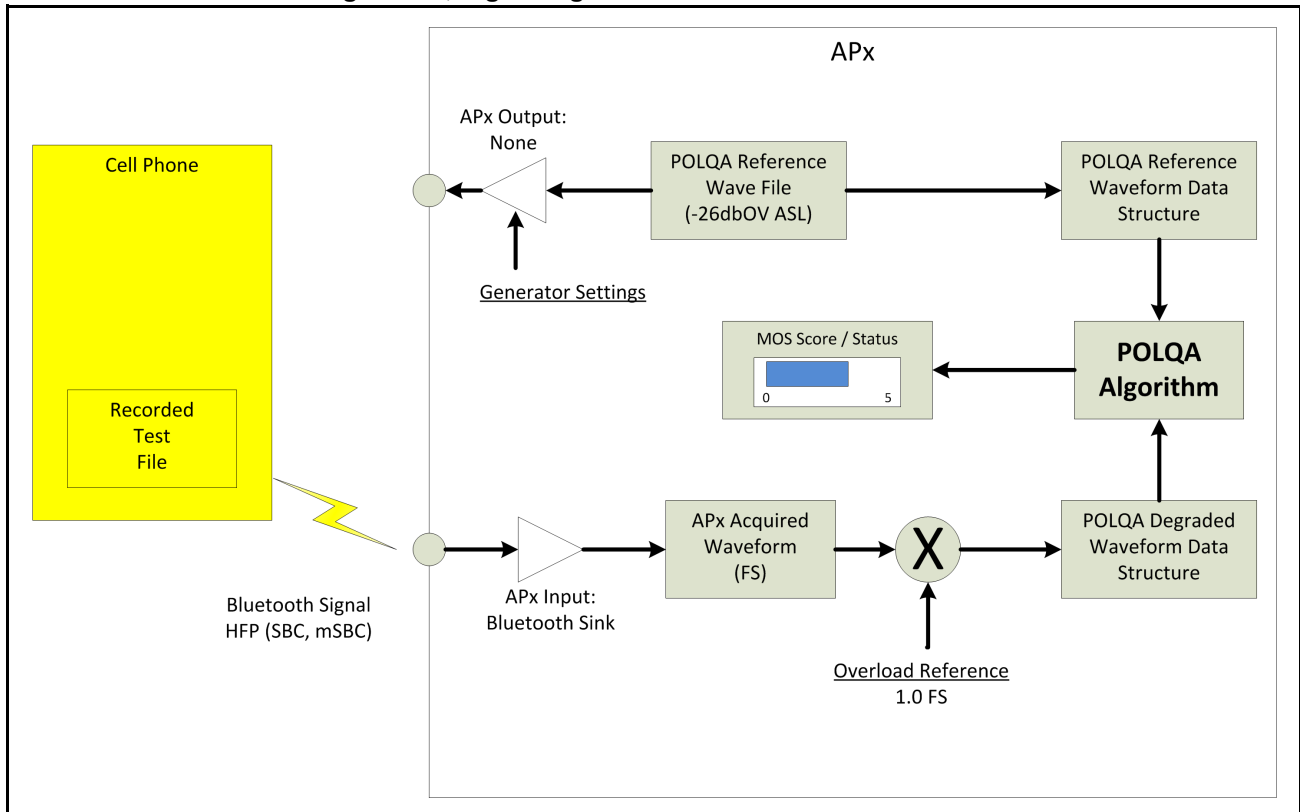 APx
APx Output:
None
Cell Phone
POLQA Reference
Wave File
(-26dbOV ASL)
POLQA Reference
Waveform Data
Structure
Generator Settings
MOS Score / Status
0 5
POLQA
Algorithm
Recorded
Test
File
APx Acquired
Waveform
(FS)
X
POLQA Degraded
Waveform Data
Structure
APx Input:
Bluetooth Sink
Bluetooth Signal
HFP (SBC, mSBC)
Overload Reference
1.0 FS